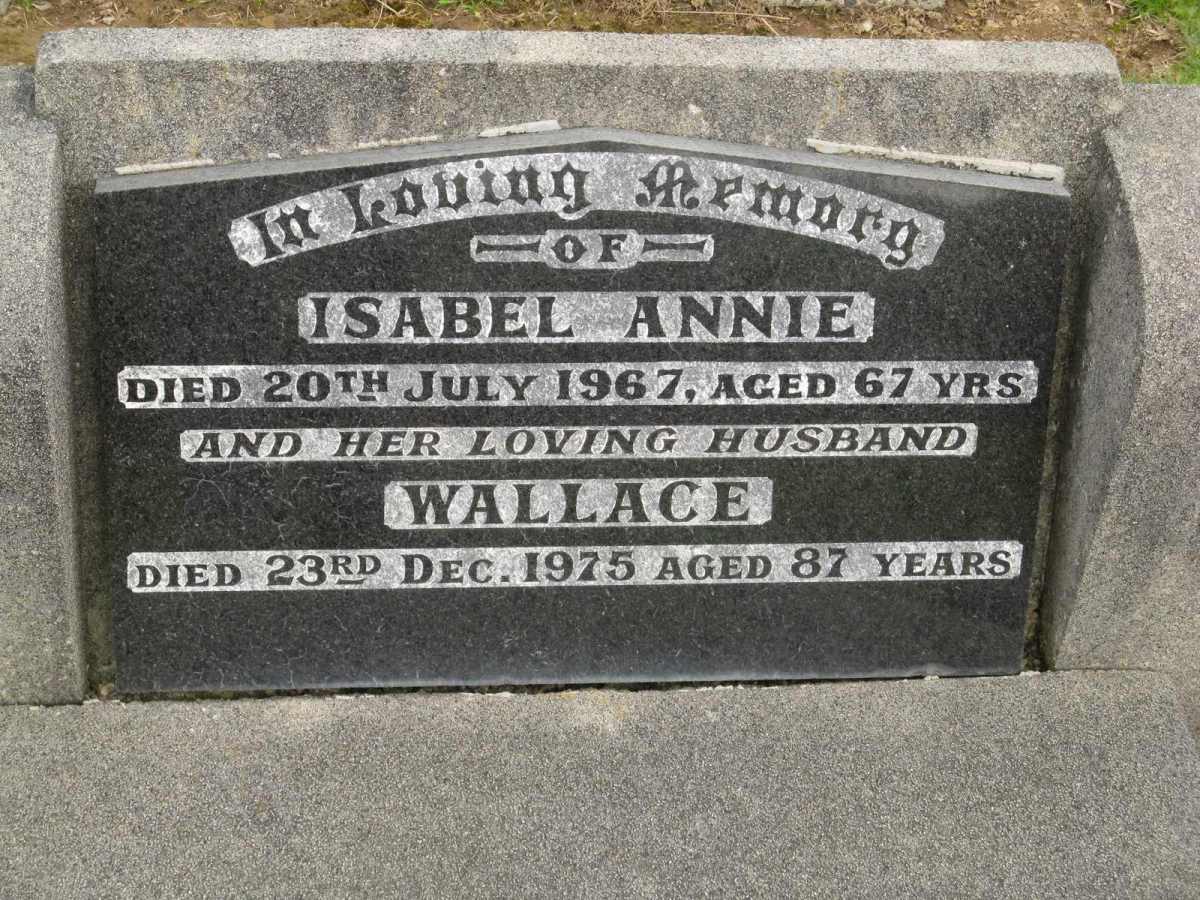 In Loving Memory
OF
ISABEL ANNIE
DIED 20TH JULY 1967, AGED 67 YRS
AND HER LOVING HUSBAND
WALLACE
DIED 23RD DEC. 1975 AGED 87 YEARS